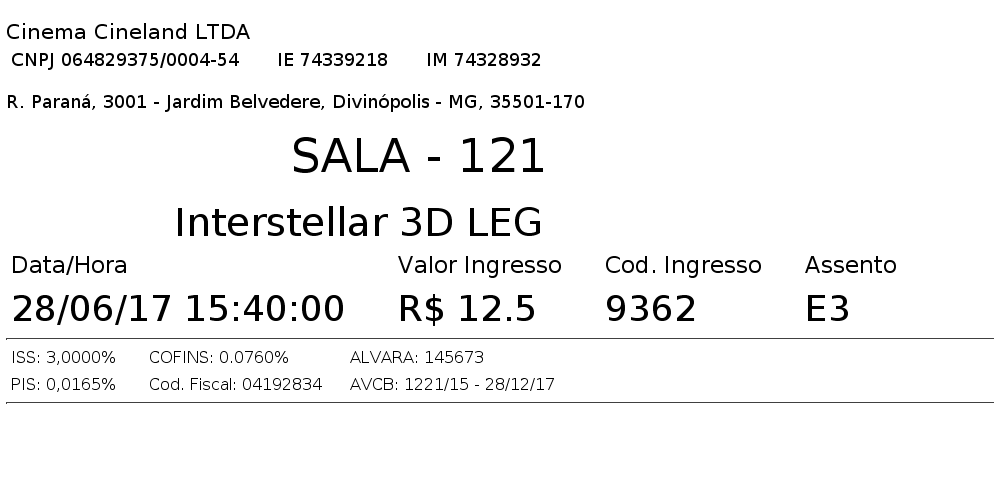 Cinema Cineland LTDA
CNPJ 064829375/0004-54 IE 74339218 IM 74328932
R. Paraná, 3001 - Jardim Belvedere, Divinópolis - MG, 35501-170
SALA - 121
Interstellar 3D LEG
Data/Hora Valor Ingresso Cod. Ingresso Assento
28/06/17 15:40:00 R$ 12.5 9362 E3
ISS: 3,0000% COFINS: 0.0760% ALVARA: 145673
PIS: 0,0165% Cod. Fiscal: 04192834 AVCB: 1221/15 - 28/12/17